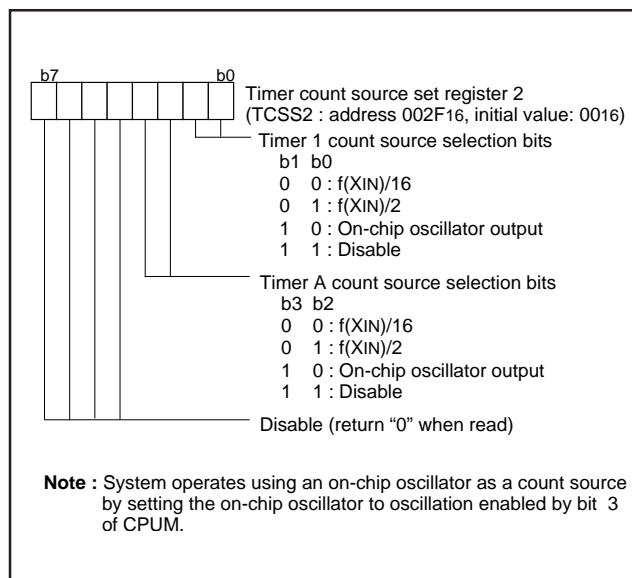 b7 b0
Timer count source set register 2
(TCSS2 : address 002F16, initial value: 0016)
Timer 1 count source selection bits
b1 b0
0 0 : f(XIN)/16
0 1 : f(XIN)/2
1 0 : On-chip oscillator output
1 1 : Disable
Timer A count source selection bits
b3 b2
0 0 : f(XIN)/16
0 1 : f(XIN)/2
1 0 : On-chip oscillator output
1 1 : Disable
Disable (return “0” when read)
Note : System operates using an on-chip oscillator as a count source
by setting the on-chip oscillator to oscillation enabled by bit 3
of CPUM.